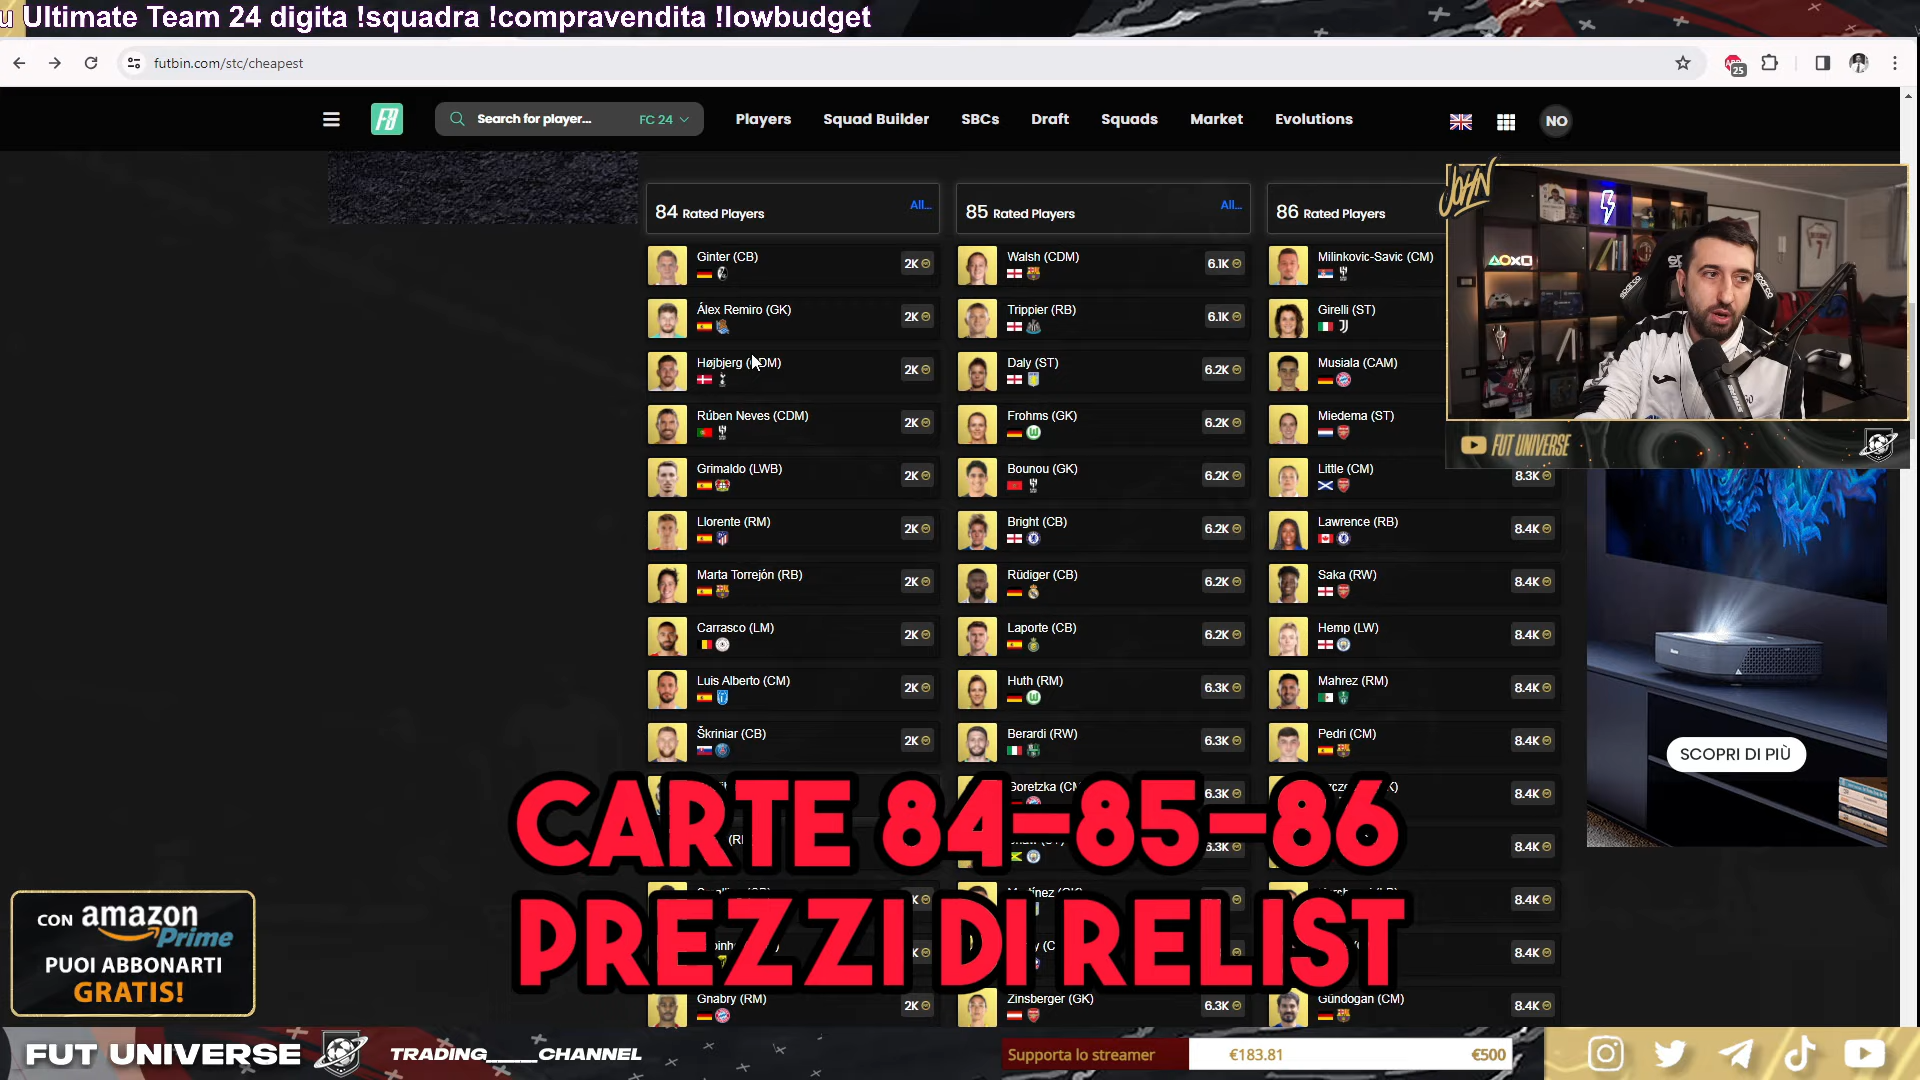 Ultimate Team 24 digita !squadra !compravendita !lowbudget
futbin.com/stc/cheapest
25
FB
Search for player...
FC 24
Players
Squad Builder
SBCs
Draft
Squads
Market
Evolutions
NO
84 Rated Players
All...
85 Rated Players
All...
86 Rated Players
JOHN
Ginter (CB)
2K
Walsh (CDM)
6.1K
Milinkovic-Savic (CM)
Álex Remiro (GK)
2K
Trippier (RB)
6.1K
Girelli (ST)
Højbjerg (CDM)
2K
Daly (ST)
6.2K
Musiala (CAM)
Rúben Neves (CDM)
2K
Frohms (GK)
6.2K
Miedema (ST)
FUT UNIVERSE
Grimaldo (LWB)
2K
Bounou (GK)
6.2K
Little (CM)
8.3K
Llorente (RM)
2K
Bright (CB)
6.2K
Lawrence (RB)
8.4K
Marta Torrejón (RB)
2K
Rüdiger (CB)
6.2K
Saka (RW)
8.4K
Carrasco (LM)
2K
Laporte (CB)
6.2K
Hemp (LW)
8.4K
Luis Alberto (CM)
2K
Huth (RM)
6.3K
Mahrez (RM)
8.4K
Škriniar (CB)
2K
Berardi (RW)
6.3K
Pedri (CM)
8.4K
SCOPRI DI PIÙ
6.3K
8.4K
CARTE 84-85-86
8.4K
8.4K
PREZZI DI RELIST
8.4K
Gnabry (RM)
2K
Zinsberger (GK)
6.3K
Gündogan (CM)
8.4K
CON amazon
Prime
PUOI ABBONARTI
GRATIS!
FUT UNIVERSE
TRADING___CHANNEL
Supporta lo streamer
€183.81
€500